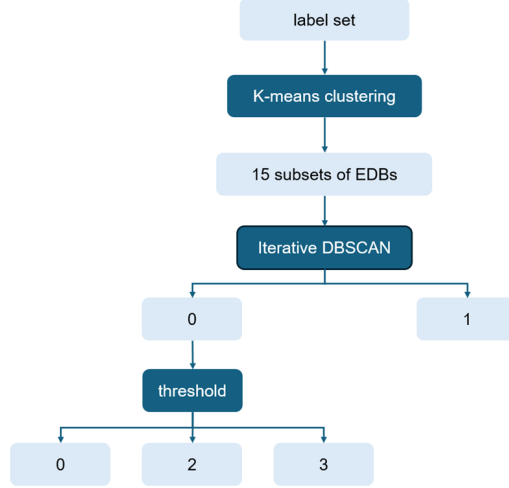 label set
K-means clustering
15 subsets of EDBs
Iterative DBSCAN
0
1
threshold
0
2
3